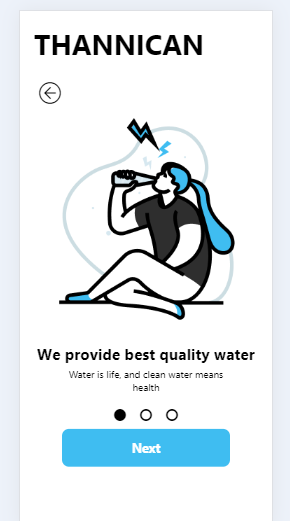 THANNICAN
We provide best quality water
Water is life, and clean water means
health
Next